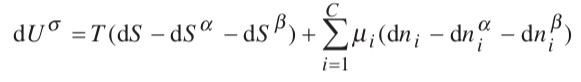 dU^σ = T(dS − dS^α − dS^β) + ∑_{i=1}^{C} μ_i(dn_i − dn_i^α − dn_i^β)